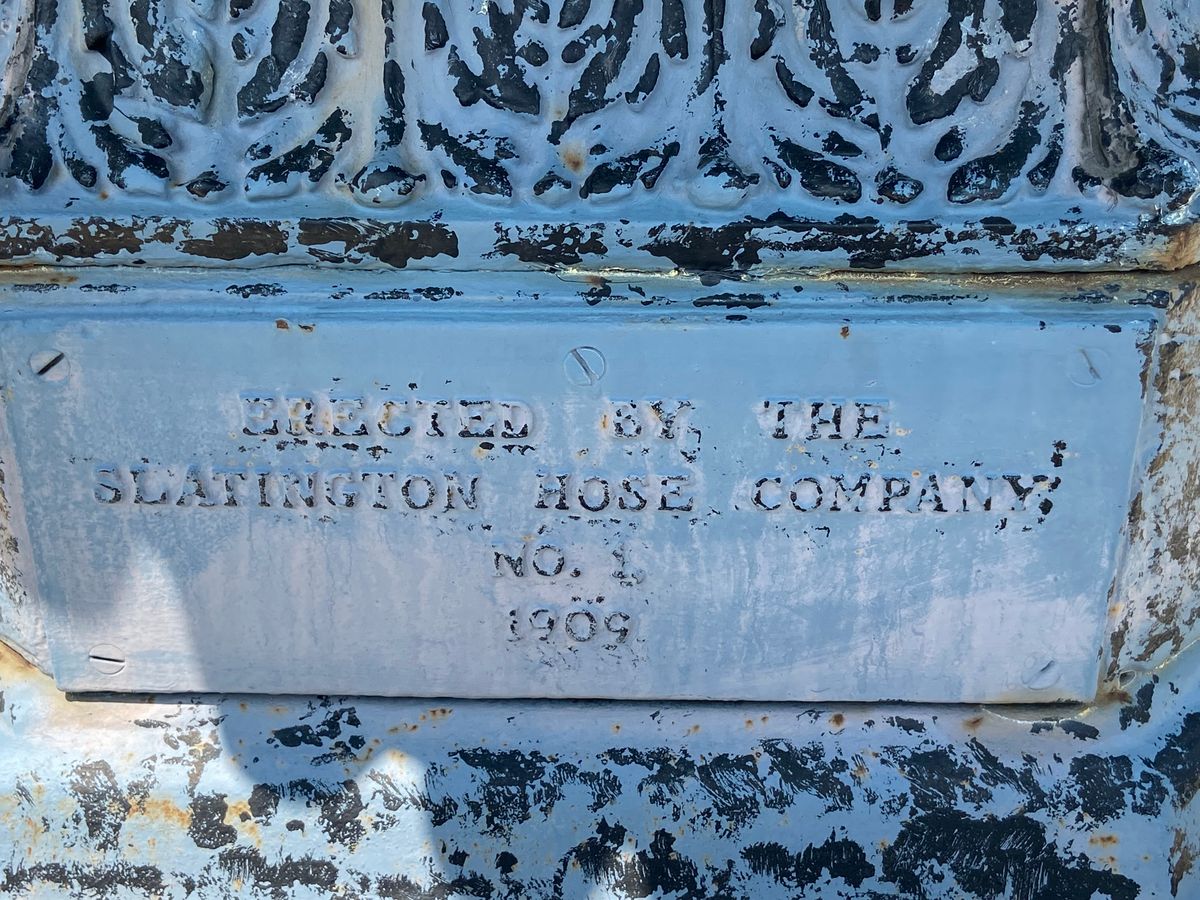 ERECTED BY THE
SLATINGTON HOSE COMPANY
NO. 1,
1909